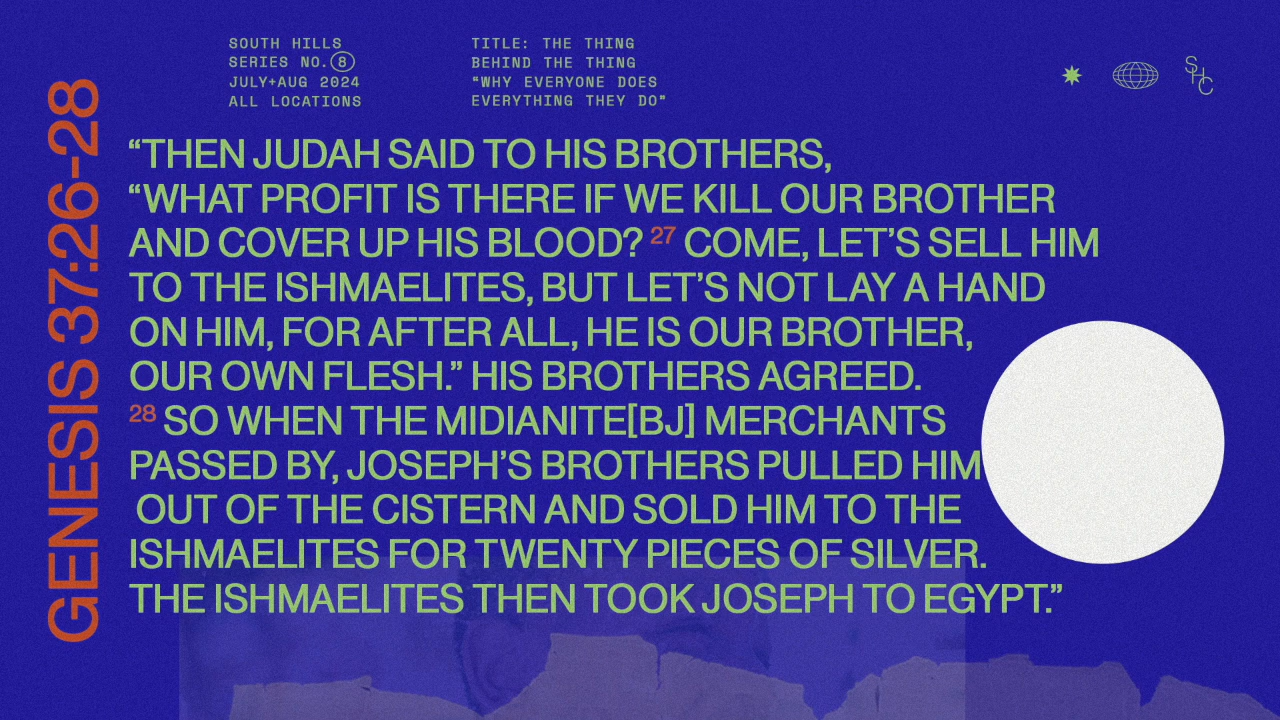 SOUTH HILLS
SERIES NO.8
JULY+AUG 2024
ALL LOCATIONS
TITLE: THE THING
BEHIND THE THING
“WHY EVERYONE DOES
EVERYTHING THEY DO”
SHC
GENESIS 37:26-28
“THEN JUDAH SAID TO HIS BROTHERS,
“WHAT PROFIT IS THERE IF WE KILL OUR BROTHER
AND COVER UP HIS BLOOD? 27 COME, LET’S SELL HIM
TO THE ISHMAELITES, BUT LET’S NOT LAY A HAND
ON HIM, FOR AFTER ALL, HE IS OUR BROTHER,
OUR OWN FLESH.” HIS BROTHERS AGREED.
28 SO WHEN THE MIDIANITE[BJ] MERCHANTS
PASSED BY, JOSEPH’S BROTHERS PULLED HIM
OUT OF THE CISTERN AND SOLD HIM TO THE
ISHMAELITES FOR TWENTY PIECES OF SILVER.
THE ISHMAELITES THEN TOOK JOSEPH TO EGYPT.”